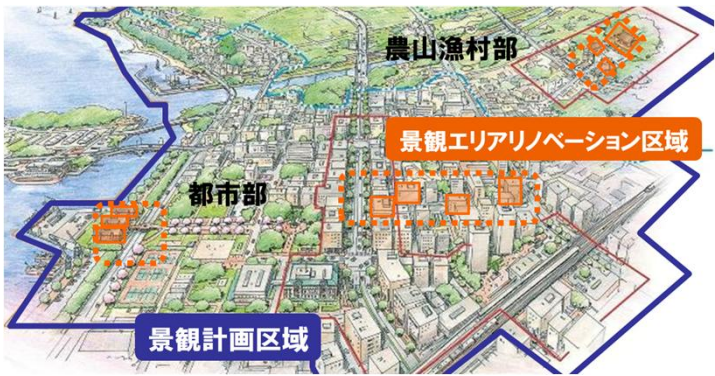 農山漁村部
景観エリアリノベーション区域
都市部
景観計画区域